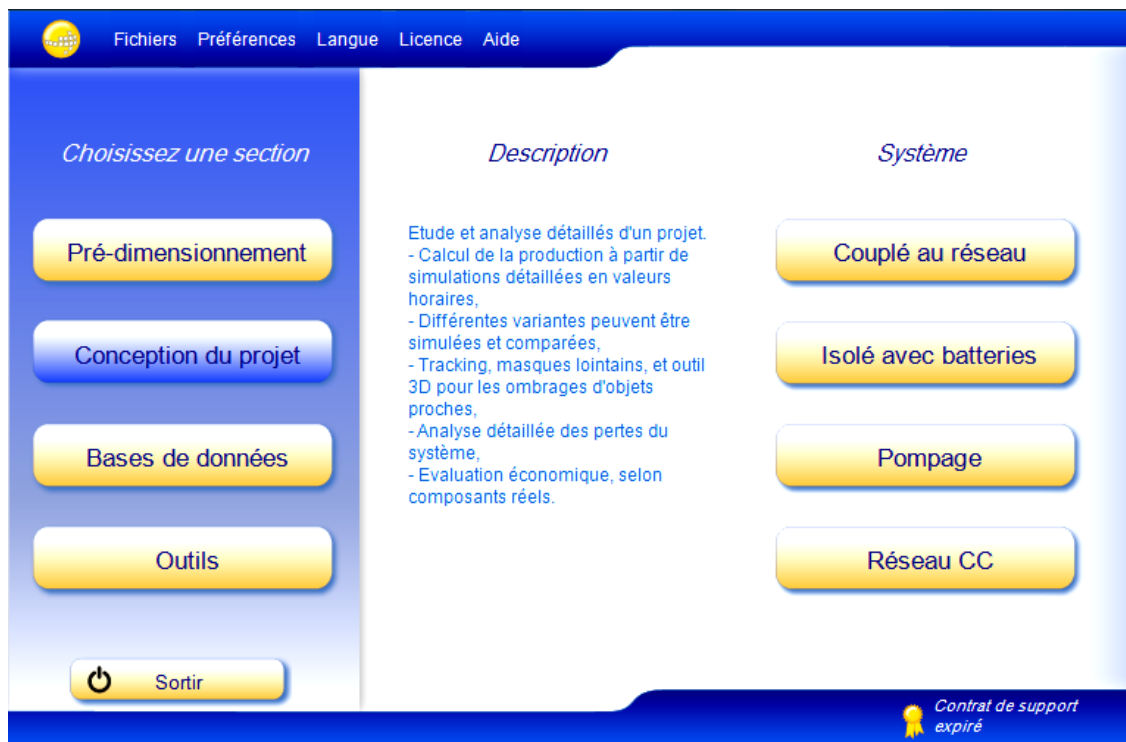 Fichiers Préférences Langue Licence Aide
Choisissez une section
Pré-dimensionnement
Conception du projet
Bases de données
Outils
Sortir
Description
Etude et analyse détaillés d'un projet.
- Calcul de la production à partir de
simulations détaillées en valeurs
horaires,
- Différentes variantes peuvent être
simulées et comparées,
- Tracking, masques lointains, et outil
3D pour les ombrages d'objets
proches,
- Analyse détaillée des pertes du
système,
- Evaluation économique, selon
composants réels.
Système
Couplé au réseau
Isolé avec batteries
Pompage
Réseau CC
Contrat de support
expiré